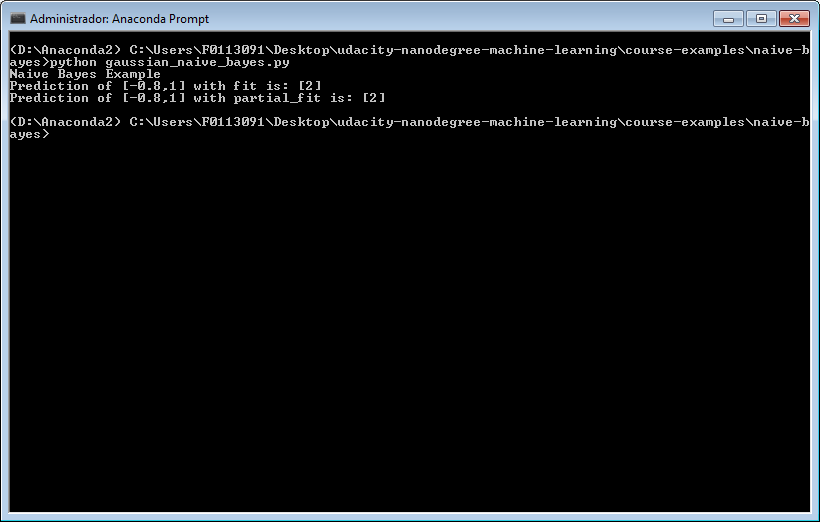 Administrador: Anaconda Prompt
(D:\Anaconda2) C:\Users\F0113091\Desktop\udacity-nanodegree-machine-learning\course-examples\naive-b
ayes>python gaussian_naive_bayes.py
Naive Bayes Example
Prediction of [-0.8,1] with fit is: [2]
Prediction of [-0.8,1] with partial_fit is: [2]
(D:\Anaconda2) C:\Users\F0113091\Desktop\udacity-nanodegree-machine-learning\course-examples\naive-b
ayes>